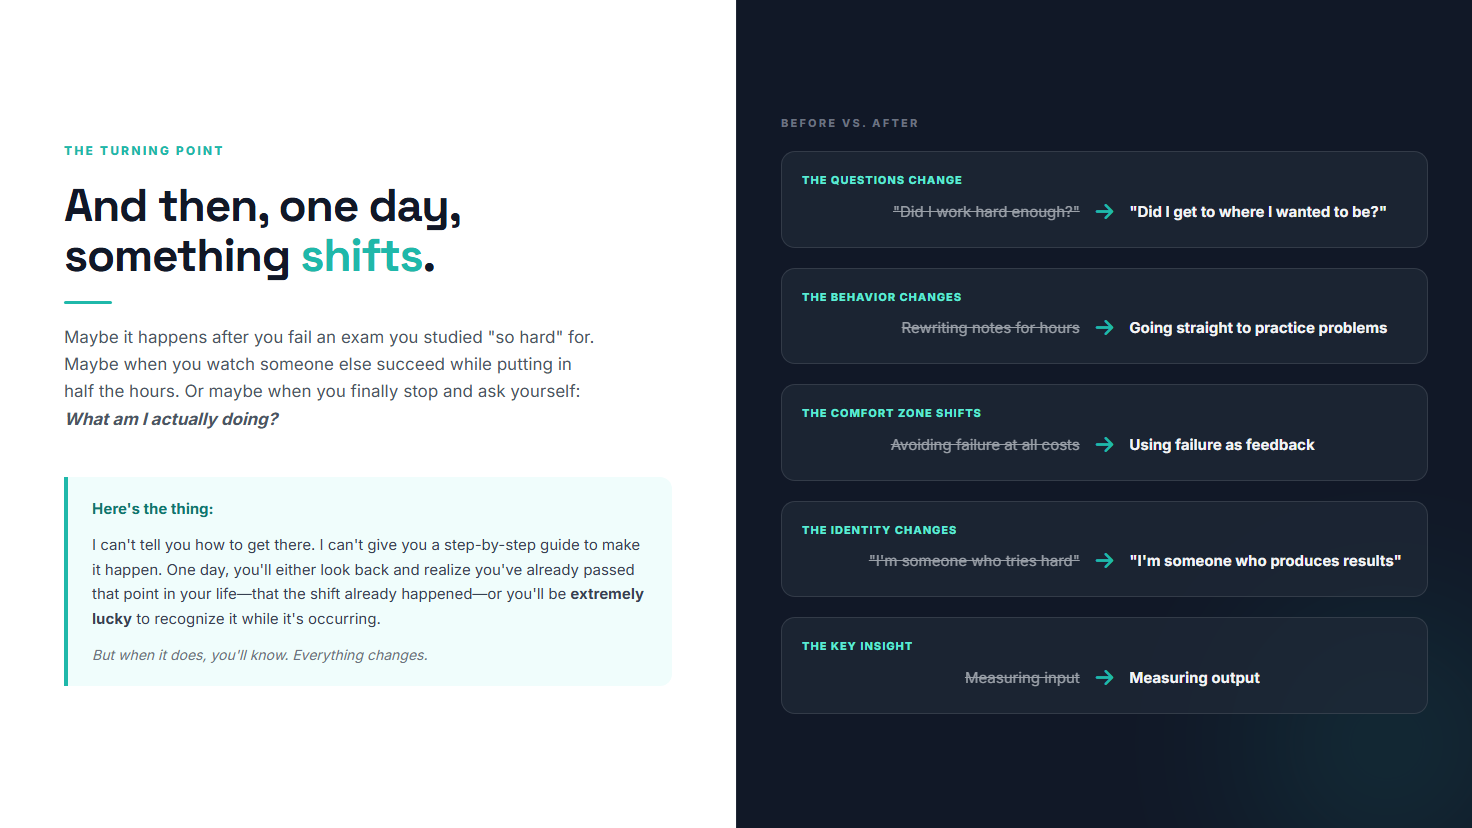 THE TURNING POINT
And then, one day,
something shifts.
Maybe it happens after you fail an exam you studied "so hard" for.
Maybe when you watch someone else succeed while putting in
half the hours. Or maybe when you finally stop and ask yourself:
What am I actually doing?
Here's the thing:
I can't tell you how to get there. I can't give you a step-by-step guide to make
it happen. One day, you'll either look back and realize you've already passed
that point in your life—that the shift already happened—or you'll be extremely
lucky to recognize it while it's occurring.
But when it does, you'll know. Everything changes.
BEFORE VS. AFTER
THE QUESTIONS CHANGE
"Did I work hard enough?" → "Did I get to where I wanted to be?"
THE BEHAVIOR CHANGES
Rewriting notes for hours → Going straight to practice problems
THE COMFORT ZONE SHIFTS
Avoiding failure at all costs → Using failure as feedback
THE IDENTITY CHANGES
"I'm someone who tries hard" → "I'm someone who produces results"
THE KEY INSIGHT
Measuring input → Measuring output